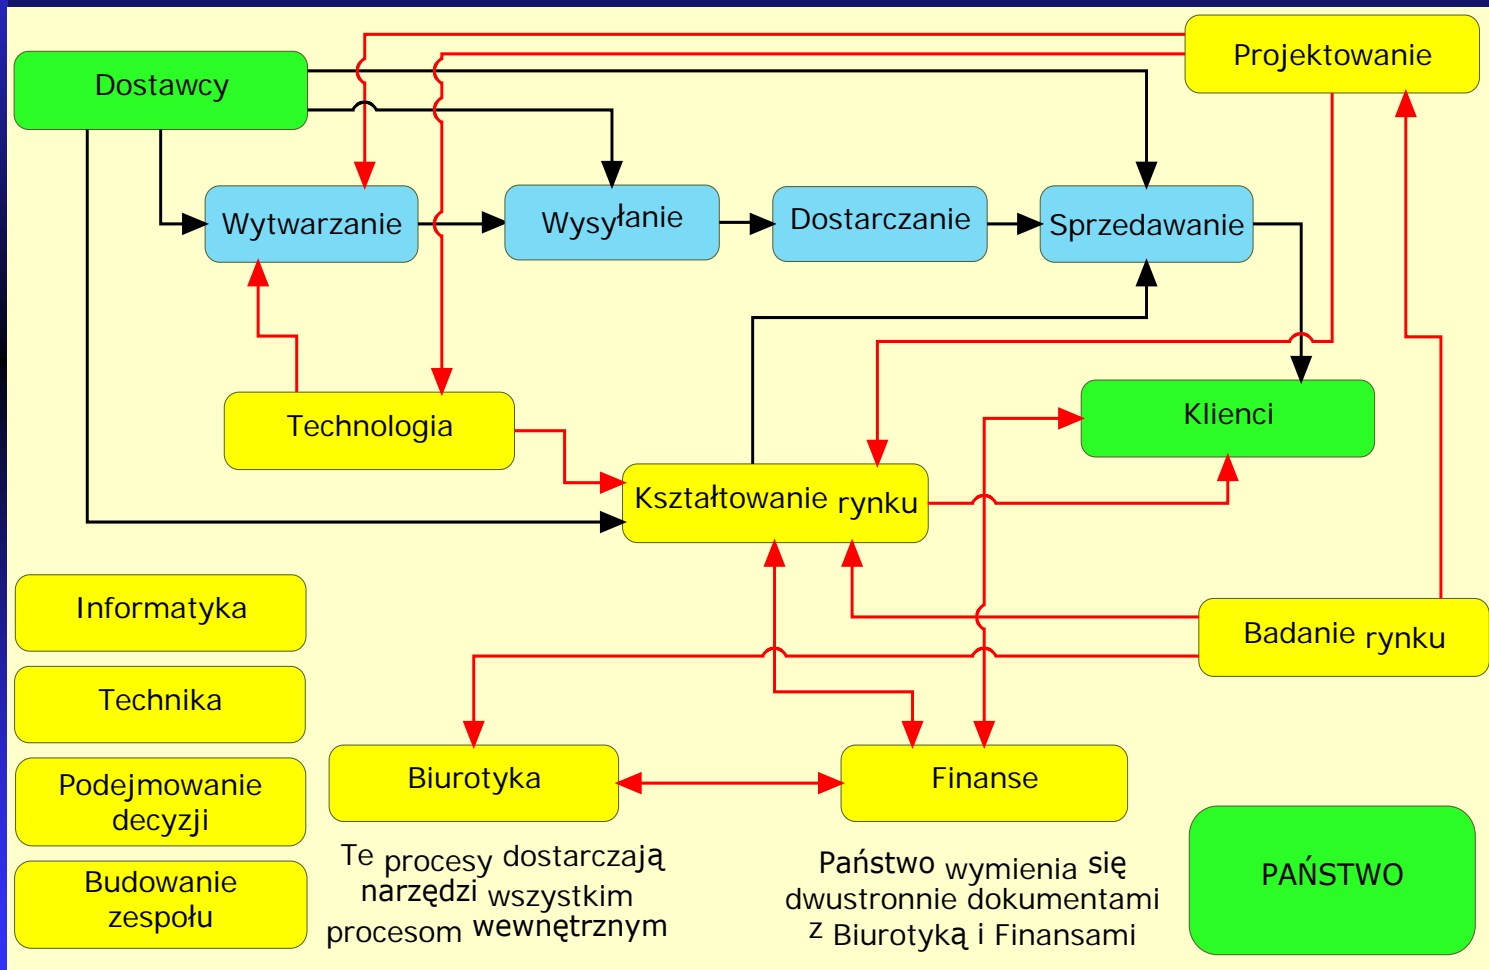 Projektowanie
Dostawcy
Wytwarzanie
Wysyłanie
Dostarczanie
Sprzedawanie
Technologia
Klienci
Kształtowanie rynku
Informatyka
Badanie rynku
Technika
Biurotyka
Finanse
Podejmowanie
decyzji
Budowanie
zespołu
Te procesy dostarczają
narzędzi wszystkim
procesom wewnętrznym
Państwo wymienia się
dwustronnie dokumentami
z Biurotyką i Finansami
PAŃSTWO